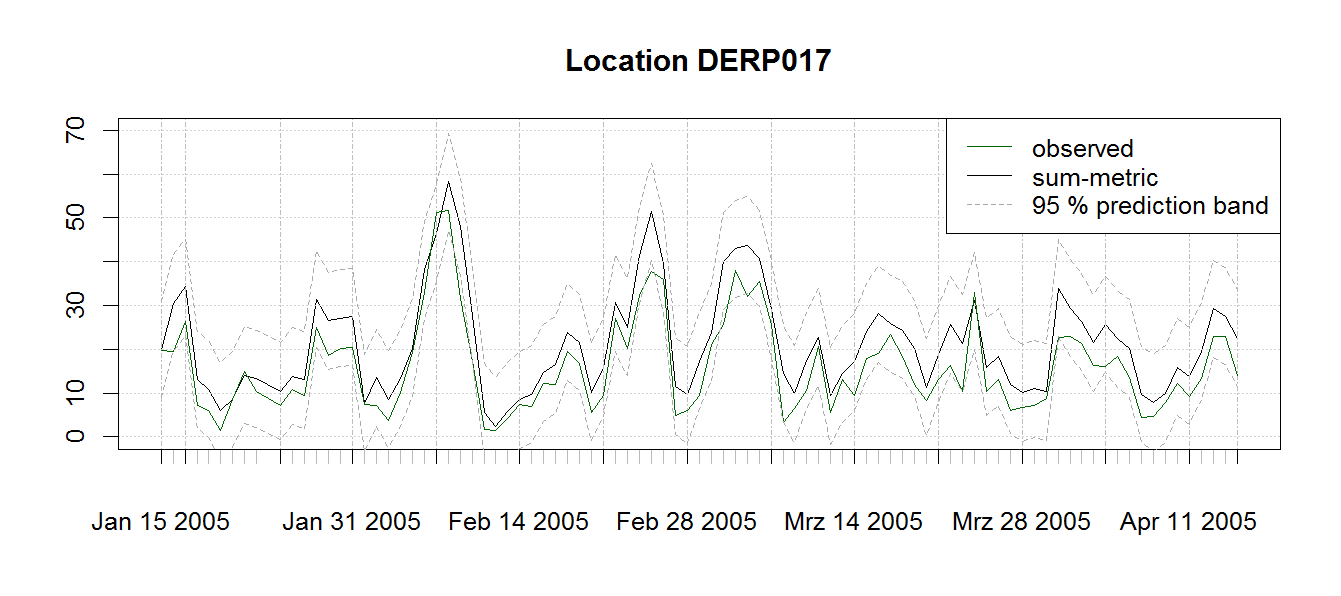 Location DERP017
70
50
30
10
0
observed
sum-metric
95 % prediction band
Jan 15 2005 Jan 31 2005 Feb 14 2005 Feb 28 2005 Mrz 14 2005 Mrz 28 2005 Apr 11 2005